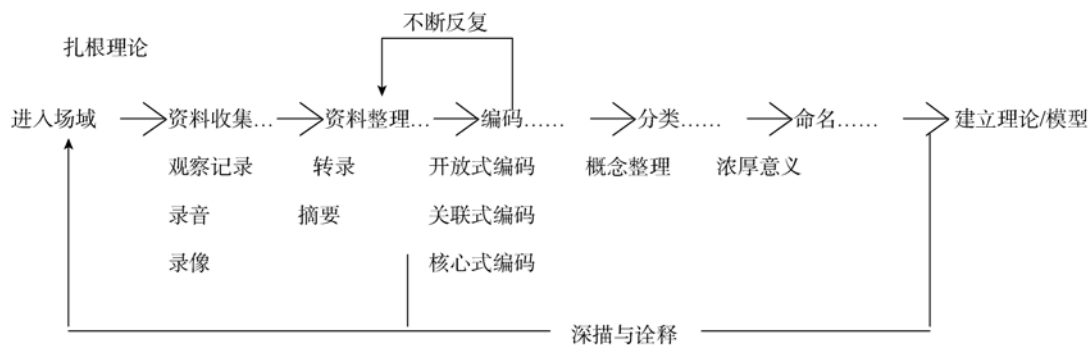 不断反复
扎根理论
进入场域 资料收集... 资料整理... 编码...... 分类...... 命名...... 建立理论/模型
观察记录 转录 开放式编码 概念整理 浓厚意义
录音 摘要 关联式编码
录像 核心式编码
深描与诠释